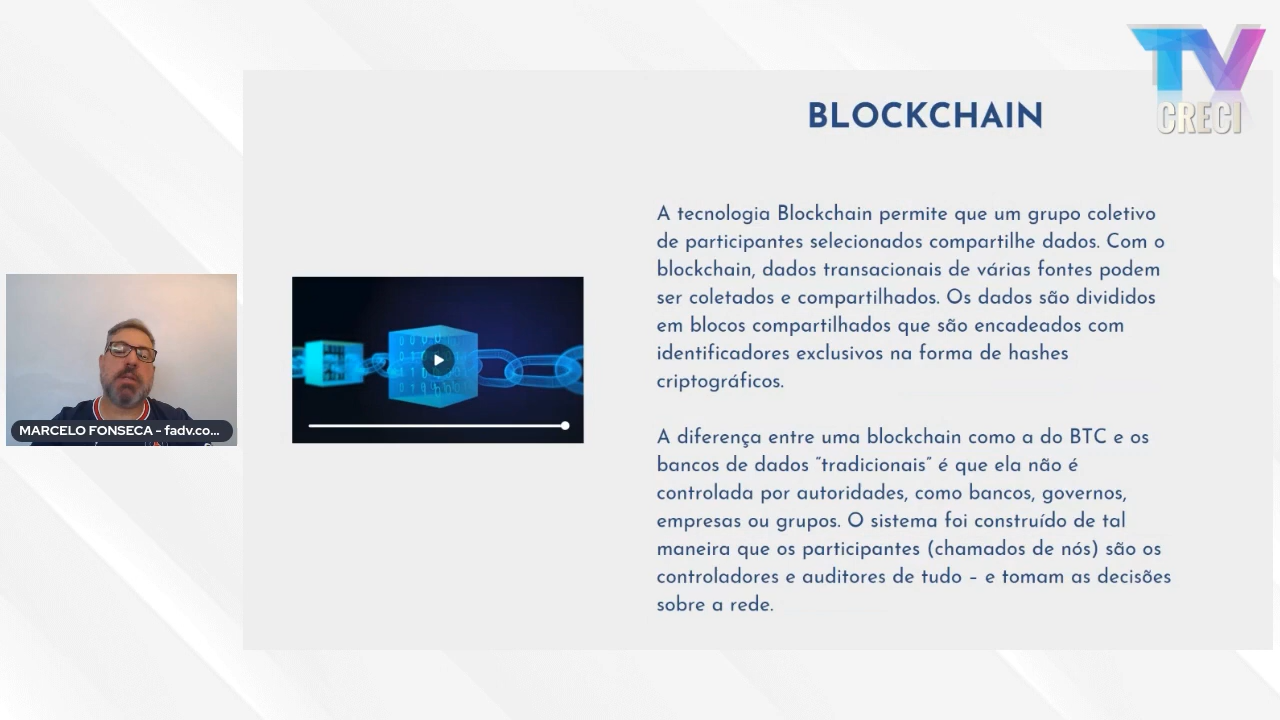 TV
CRECI
BLOCKCHAIN
A tecnologia Blockchain permite que um grupo coletivo
de participantes selecionados compartilhe dados. Com o
blockchain, dados transacionais de várias fontes podem
ser coletados e compartilhados. Os dados são divididos
em blocos compartilhados que são encadeados com
identificadores exclusivos na forma de hashes
criptográficos.
A diferença entre uma blockchain como a do BTC e os
bancos de dados “tradicionais” é que ela não é
controlada por autoridades, como bancos, governos,
empresas ou grupos. O sistema foi construído de tal
maneira que os participantes (chamados de nós) são os
controladores e auditores de tudo – e tomam as decisões
sobre a rede.
MARCELO FONSECA - fadv.co...